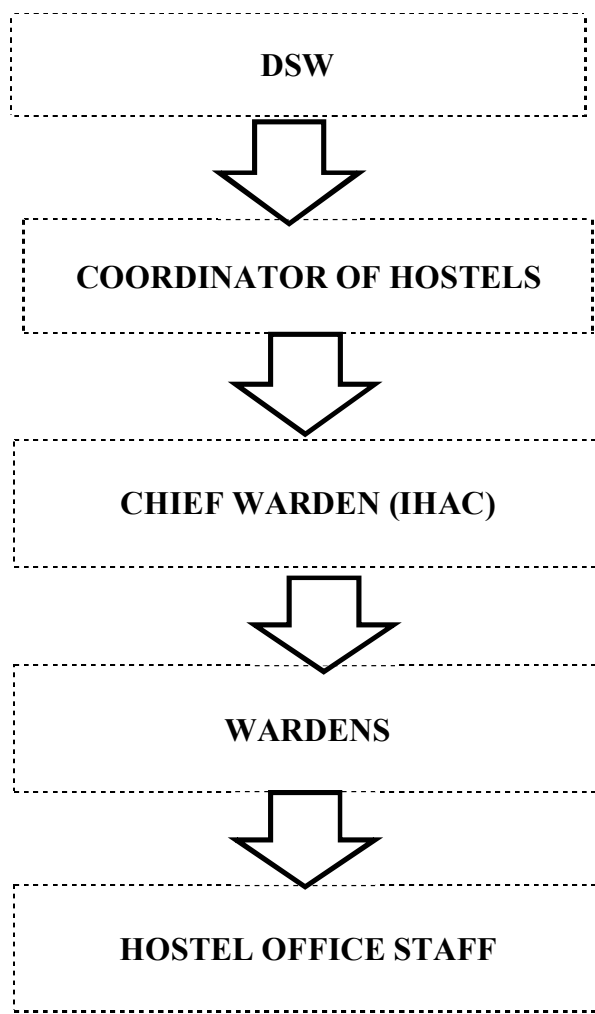 DSW
COORDINATOR OF HOSTELS
CHIEF WARDEN (IHAC)
WARDENS
HOSTEL OFFICE STAFF